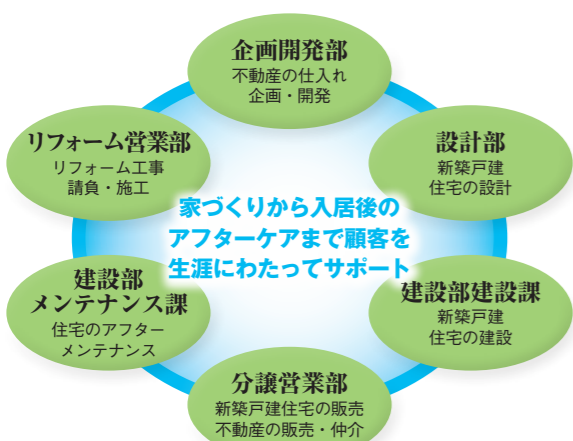 企画開発部
不動産の仕入れ
企画・開発
設計部
新築戸建
住宅の設計
建設部建設課
新築戸建
住宅の建設
分譲営業部
新築戸建住宅の販売
不動産の販売・仲介
建設部
メンテナンス課
住宅のアフター
メンテナンス
リフォーム営業部
リフォーム工事
請負・施工
家づくりから入居後の
アフターケアまで顧客を
生涯にわたってサポート